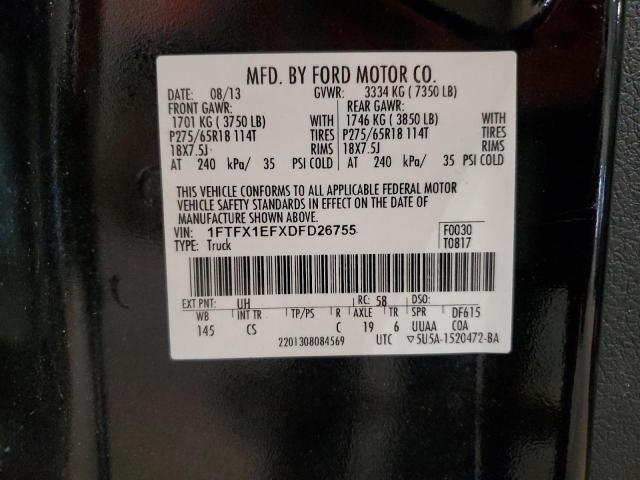 MFD. BY FORD MOTOR CO.
DATE: 08/13 GVWR: 3334 KG ( 7350 LB)
FRONT GAWR: REAR GAWR:
1701 KG ( 3750 LB) WITH 1746 KG ( 3850 LB) WITH
P275/65R18 114T TIRES P275/65R18 114T TIRES
18X7.5J RIMS 18X7.5J RIMS
AT 240 kPa/ 35 PSI COLD AT 240 kPa/ 35 PSI COLD
THIS VEHICLE CONFORMS TO ALL APPLICABLE FEDERAL MOTOR
VEHICLE SAFETY STANDARDS IN EFFECT ON THE DATE OF
MANUFACTURE SHOWN ABOVE.
VIN: 1FTFX1EFXDFD26755 F0030
TYPE: Truck T0817
EXT PNT: UH RC: 58 DSO:
WB INT TR TP/PS R AXLE TR SPR DF615
145 CS C 19 6 UUAA COA
2201308084569 UTC ▽5U5A-1520472-BA